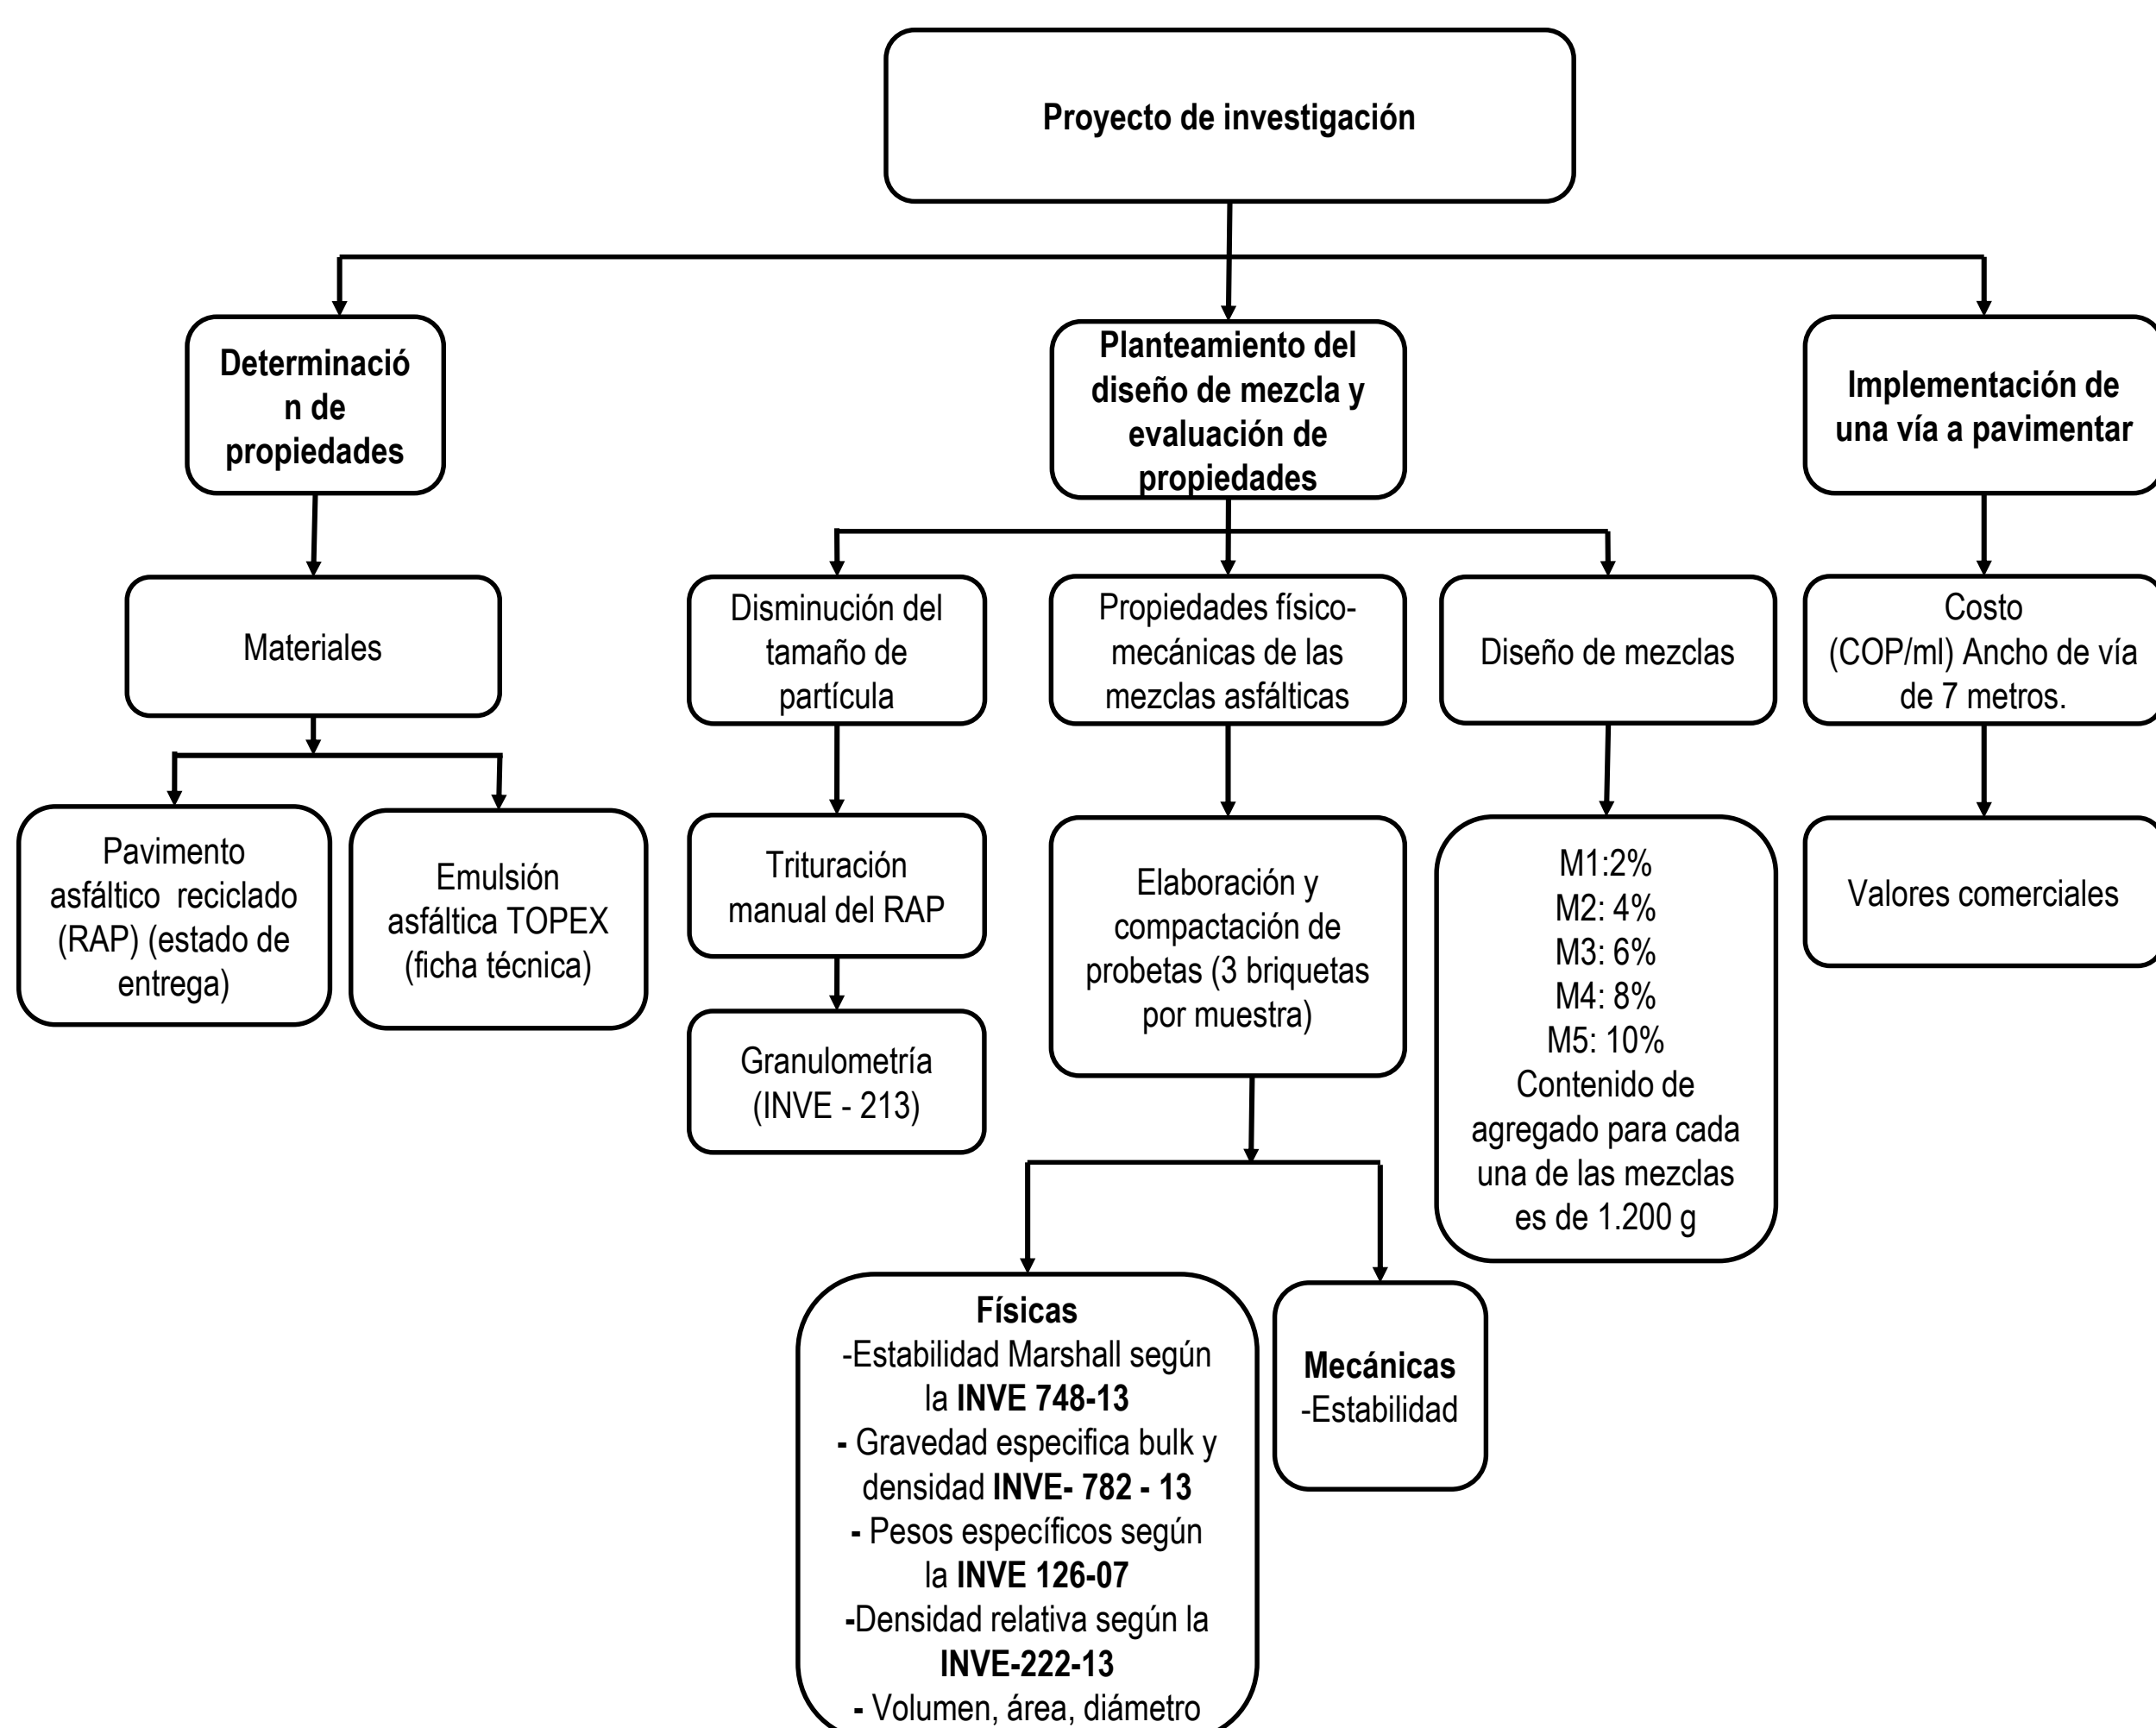 Proyecto de investigación
Determinació
n de
propiedades
Planteamiento del
diseño de mezcla y
evaluación de
propiedades
Implementación de
una vía a pavimentar
Materiales
Disminución del
tamaño de
partícula
Propiedades físico-
mecánicas de las
mezclas asfálticas
Diseño de mezclas
Costo
(COP/ml) Ancho de vía
de 7 metros.
Pavimento
asfáltico reciclado
(RAP) (estado de
entrega)
Emulsión
asfáltica TOPEX
(ficha técnica)
Trituración
manual del RAP
Elaboración y
compactación de
probetas (3 briquetas
por muestra)
M1:2%
M2: 4%
M3: 6%
M4: 8%
M5: 10%
Contenido de
agregado para cada
una de las mezclas
es de 1.200 g
Valores comerciales
Granulometría
(INVE - 213)
Físicas
-Estabilidad Marshall según
la INVE 748-13
- Gravedad especifica bulk y
densidad INVE- 782 - 13
- Pesos específicos según
la INVE 126-07
-Densidad relativa según la
INVE-222-13
- Volumen, área, diámetro
Mecánicas
-Estabilidad